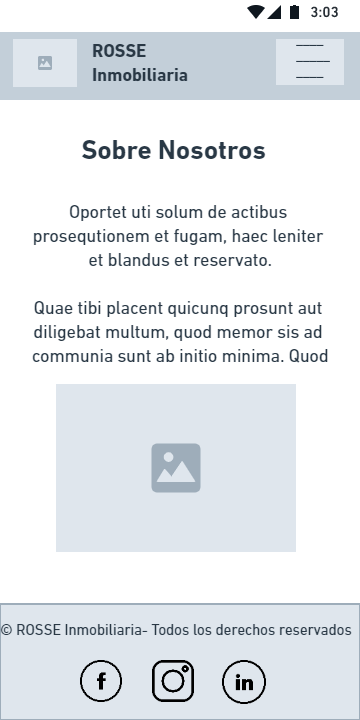 3:03
ROSSE
Inmobiliaria
Sobre Nosotros
Oportet uti solum de actibus
prosequtionem et fugam, haec leniter
et blandus et reservato.
Quae tibi placent quicunq prosunt aut
diligebat multum, quod memor sis ad
communia sunt ab initio minima. Quod
© ROSSE Inmobiliaria- Todos los derechos reservados
f
in